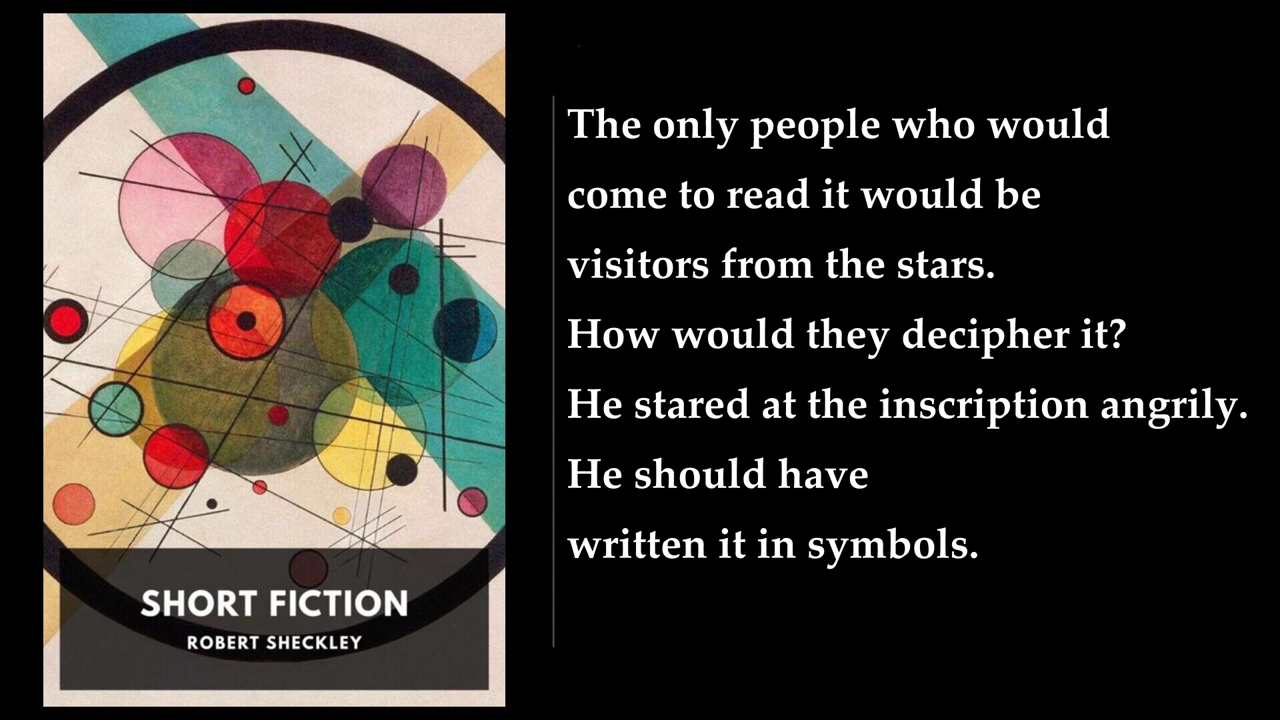 SHORT FICTION
ROBERT SHECKLEY
The only people who would
come to read it would be
visitors from the stars.
How would they decipher it?
He stared at the inscription angrily.
He should have
written it in symbols.